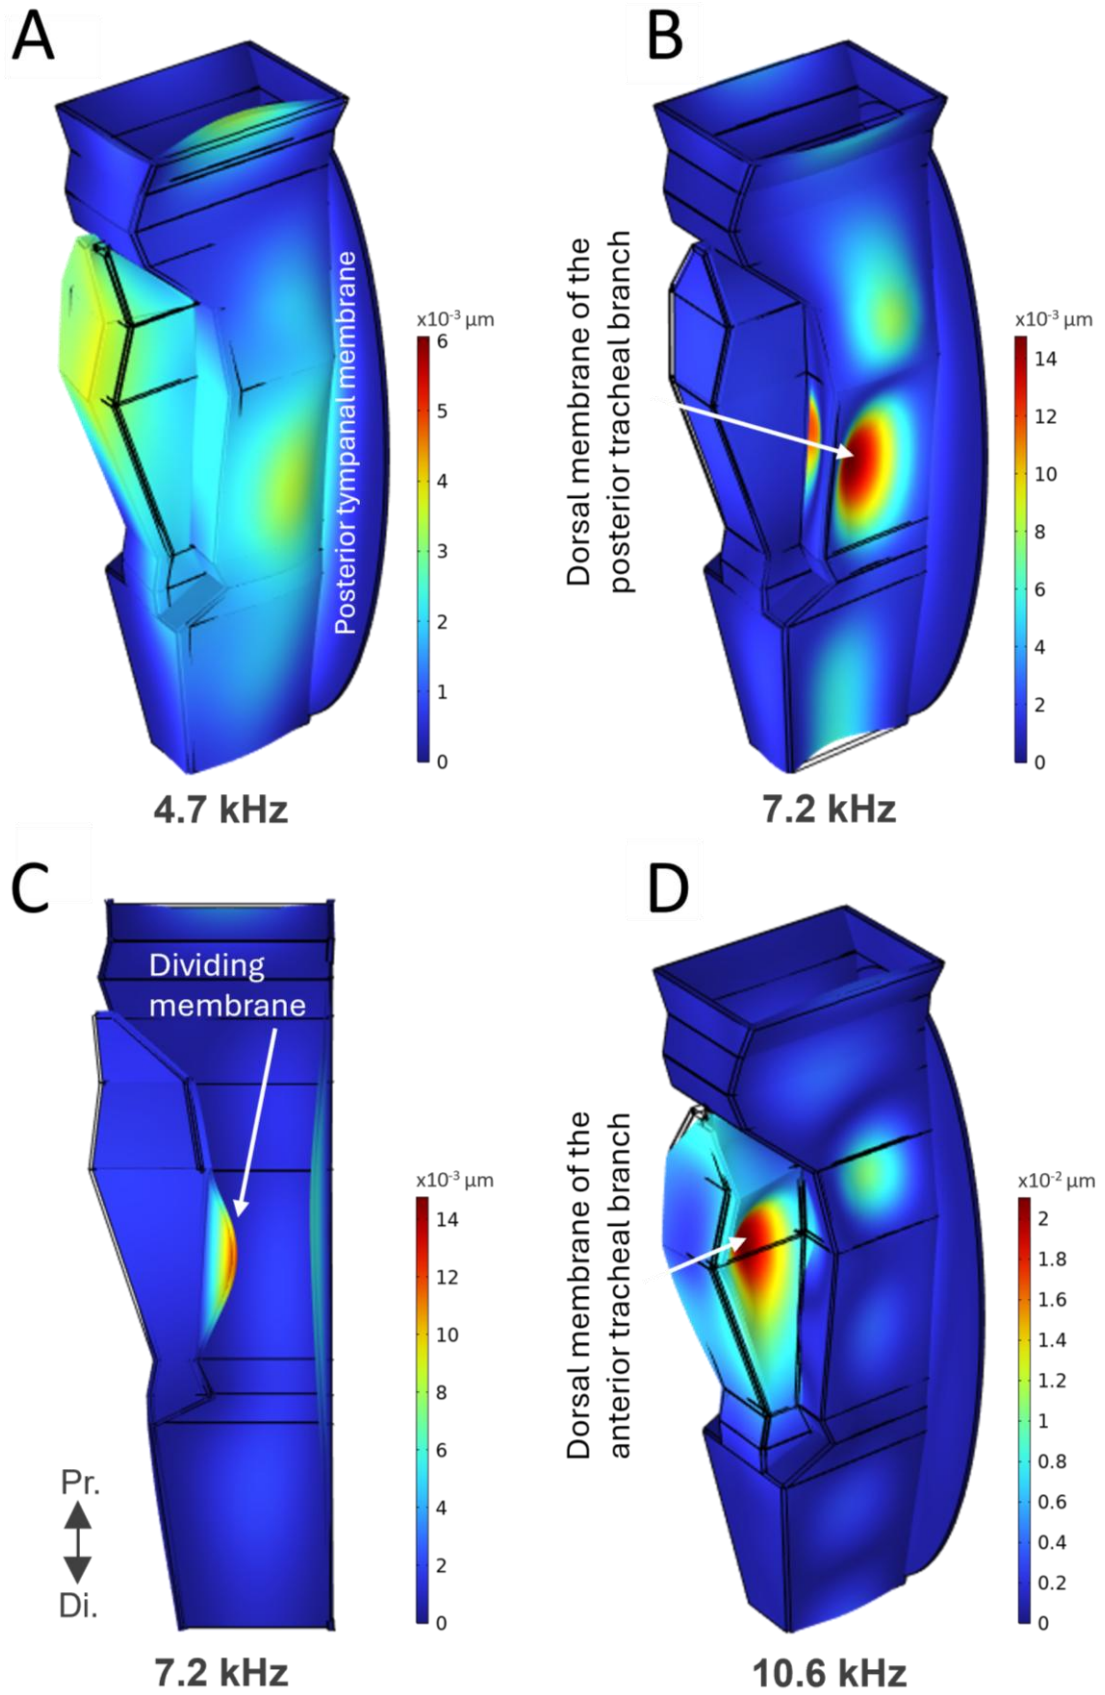 A
B
x10-3 μm
6
5
4
3
2
1
0
Posterior tympanal membrane
4.7 kHz
Dorsal membrane of the
posterior tracheal branch
x10-3 μm
14
12
10
8
6
4
2
0
7.2 kHz
C
D
Dividing
membrane
x10-3 μm
14
12
10
8
6
4
2
0
Pr.
Di.
7.2 kHz
Dorsal membrane of the
anterior tracheal branch
x10-2 μm
2
1.8
1.6
1.4
1.2
1
0.8
0.6
0.4
0.2
0
10.6 kHz